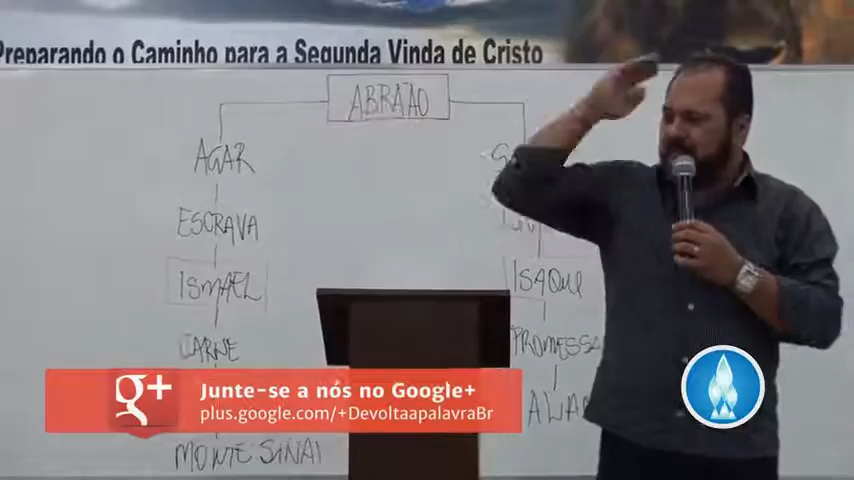 Preparando o Caminho para a Segunda Vinda de Cristo
ABRAÃO
AGAR
ESCRAVA
ISMAEL
ISAQUE
CARNE
PROMESSA
g+
Junte-se a nós no Google+
plus.google.com/+DevoltaapalavraBr
MONTE SINAI